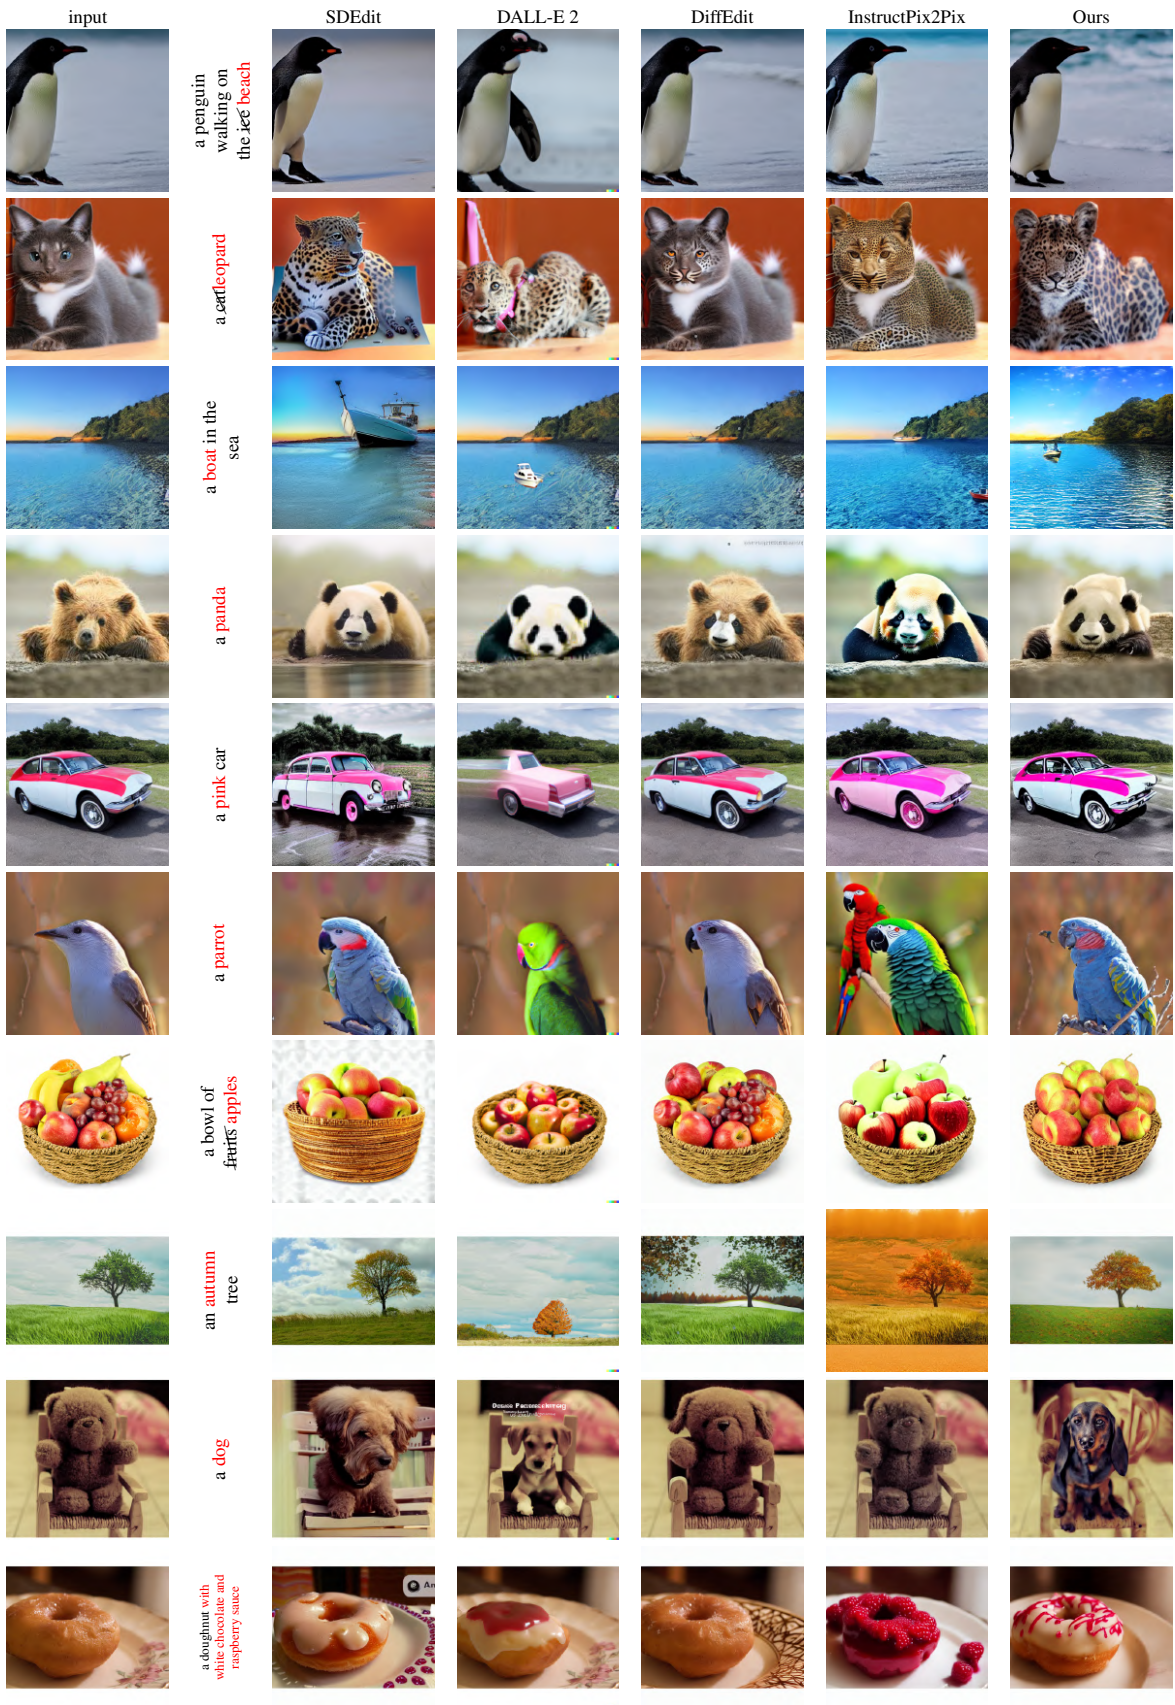 input SDEdit DALL-E 2 DiffEdit InstructPix2Pix Ours
a penguin
walking on
the ice beach
a cat leopard
a boat in the
sea
a panda
a pink car
a parrot
a bowl of
fruits apples
an autumn
tree
a dog
a doughnut with
white chocolate and
raspberry sauce
An